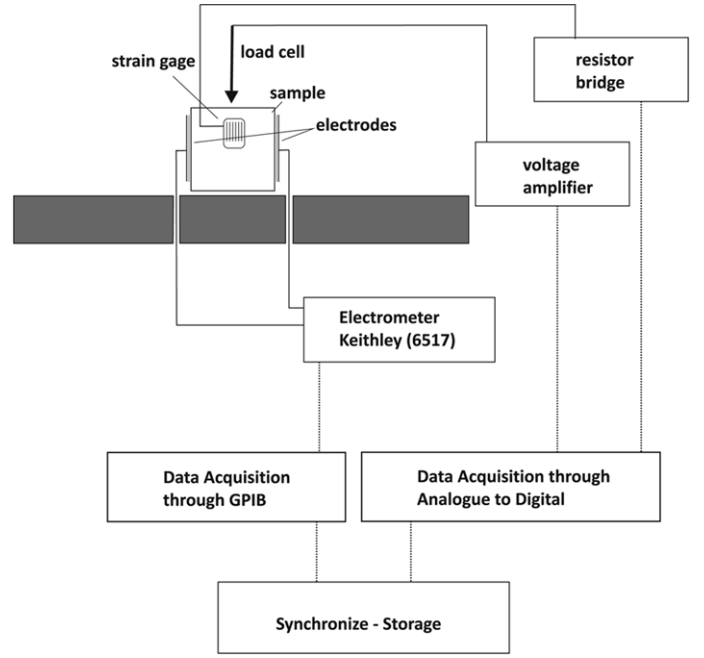 load cell
strain gage
sample
electrodes
resistor
bridge
voltage
amplifier
Electrometer
Keithley (6517)
Data Acquisition
through GPIB
Data Acquisition through
Analogue to Digital
Synchronize - Storage